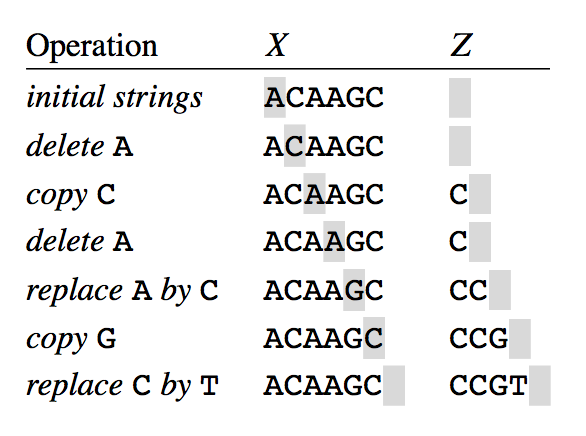 Operation X Z
initial strings ACAAGC
delete A ACAAGC
copy C ACAAGC C
delete A ACAAGC C
replace A by C ACAAGC CC
copy G ACAAGC CCG
replace C by T ACAAGC CCGT